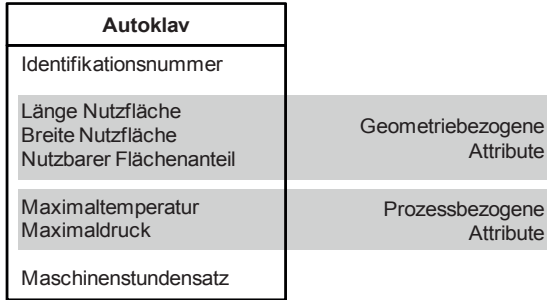 Autoklav
Identifikationsnummer
Länge Nutzfläche
Breite Nutzfläche
Nutzbarer Flächenanteil
Geometriebezogene
Attribute
Maximaltemperatur
Maximaldruck
Prozessbezogene
Attribute
Maschinenstundensatz